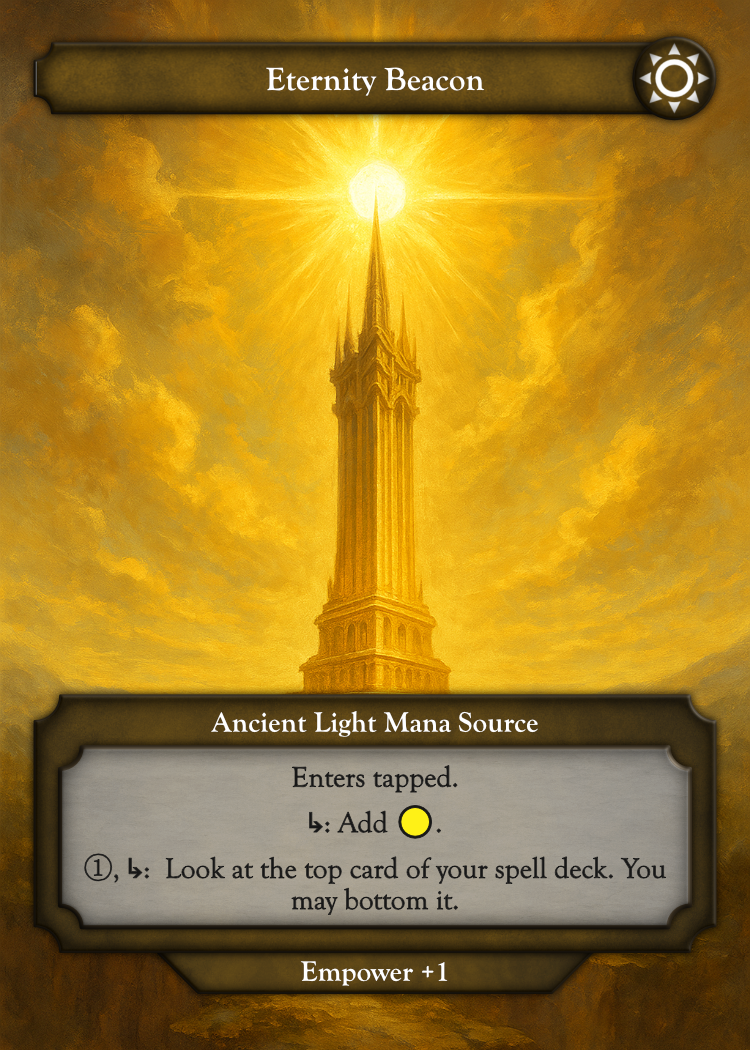 Eternity Beacon
Ancient Light Mana Source
Enters tapped.
↳: Add .
①, ↳: Look at the top card of your spell deck. You
may bottom it.
Empower +1